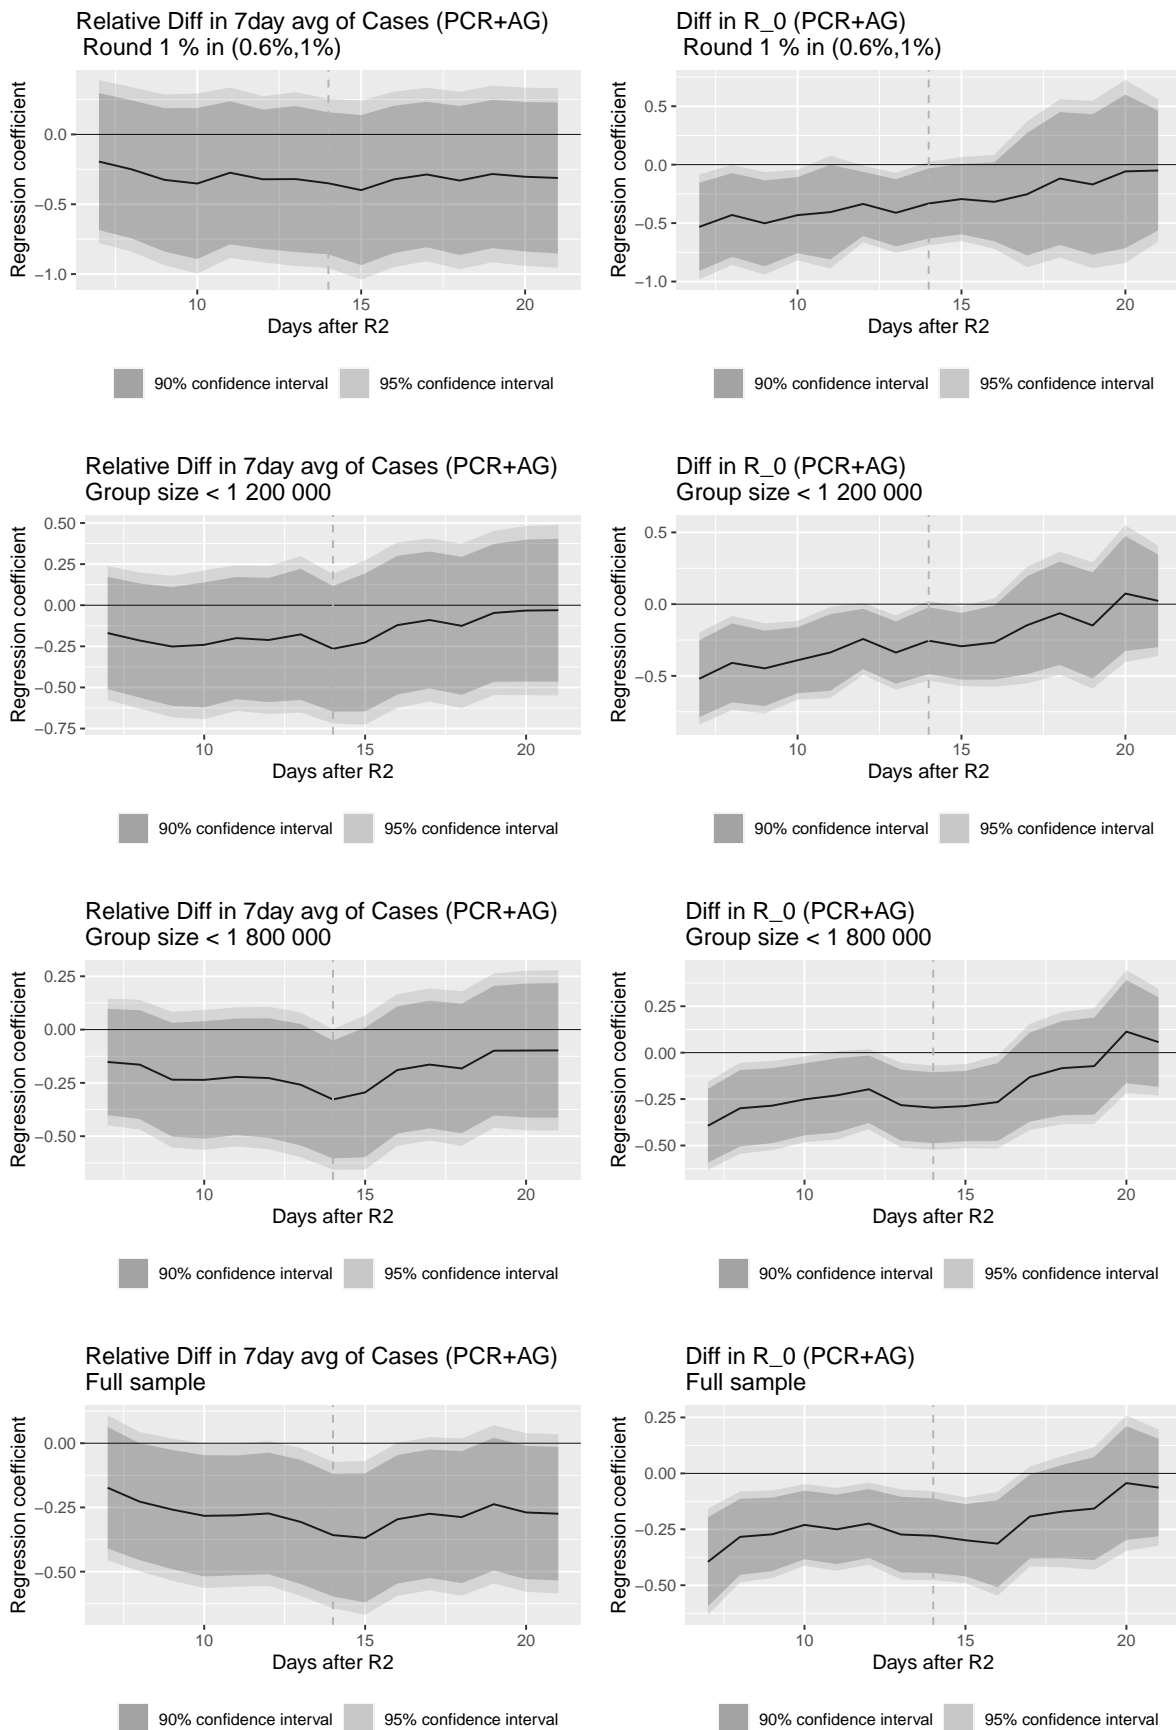 Relative Diff in 7day avg of Cases (PCR+AG)
Round 1 % in (0.6%,1%)
Regression coefficient
0.0
−0.5
−1.0
10 15 20
Days after R2
90% confidence interval 95% confidence interval
Diff in R_0 (PCR+AG)
Round 1 % in (0.6%,1%)
Regression coefficient
0.5
0.0
−0.5
−1.0
10 15 20
Days after R2
90% confidence interval 95% confidence interval
Relative Diff in 7day avg of Cases (PCR+AG)
Group size < 1 200 000
Regression coefficient
0.50
0.25
0.00
−0.25
−0.50
−0.75
10 15 20
Days after R2
90% confidence interval 95% confidence interval
Diff in R_0 (PCR+AG)
Group size < 1 200 000
Regression coefficient
0.5
0.0
−0.5
10 15 20
Days after R2
90% confidence interval 95% confidence interval
Relative Diff in 7day avg of Cases (PCR+AG)
Group size < 1 800 000
Regression coefficient
0.25
0.00
−0.25
−0.50
10 15 20
Days after R2
90% confidence interval 95% confidence interval
Diff in R_0 (PCR+AG)
Group size < 1 800 000
Regression coefficient
0.25
0.00
−0.25
−0.50
10 15 20
Days after R2
90% confidence interval 95% confidence interval
Relative Diff in 7day avg of Cases (PCR+AG)
Full sample
Regression coefficient
0.00
−0.25
−0.50
10 15 20
Days after R2
90% confidence interval 95% confidence interval
Diff in R_0 (PCR+AG)
Full sample
Regression coefficient
0.25
0.00
−0.25
−0.50
10 15 20
Days after R2
90% confidence interval 95% confidence interval